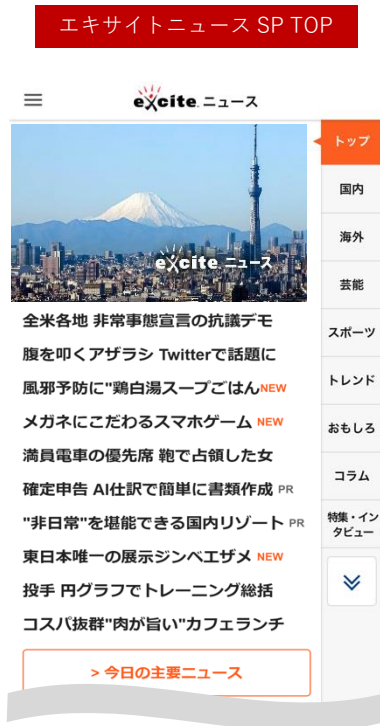 エキサイトニュース SP TOP
excite.ニュース
excite.ニュース
全米各地 非常事態宣言の抗議デモ
腹を叩くアザラシ Twitterで話題に
風邪予防に"鶏白湯スープごはんNEW
メガネにこだわるスマホゲーム NEW
満員電車の優先席 鞄で占領した女
確定申告 AI仕訳で簡単に書類作成 PR
"非日常"を堪能できる国内リゾート PR
東日本唯一の展示ジンベエザメ NEW
投手 円グラフでトレーニング総括
コスパ抜群"肉が旨い"カフェランチ
> 今日の主要ニュース
トップ
国内
海外
芸能
スポーツ
トレンド
おもしろ
コラム
特集・イン
タビュー